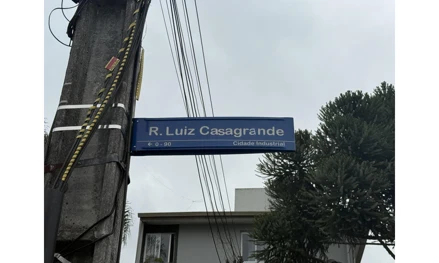 R. Luiz Casagrande
Cidade Industrial